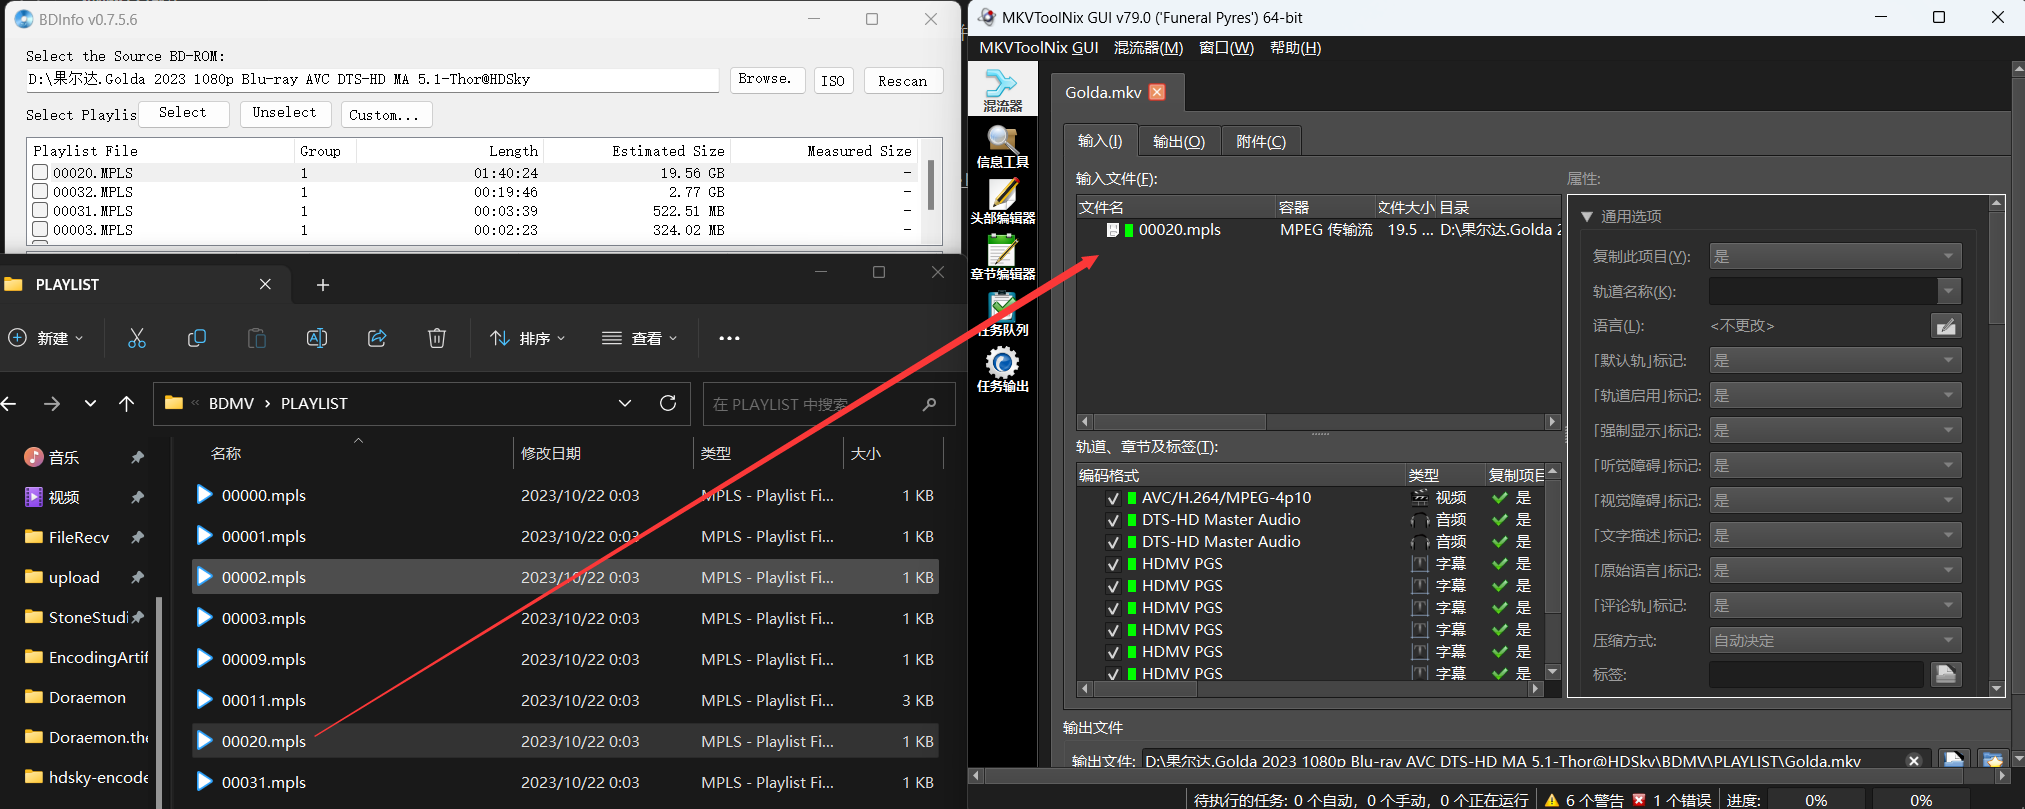 BDInfo v0.7.5.6
Select the Source BD-ROM:
D:\果尔达.Golda 2023 1080p Blu-ray AVC DTS-HD MA 5.1-Thor@HDSky
Browse.
ISO
Rescan
Select Playlis
Select
Unselect
Custom...
Playlist File Group Length Estimated Size Measured Size
00020.MPLS 1 01:40:24 19.56 GB -
00032.MPLS 1 00:19:46 2.77 GB -
00031.MPLS 1 00:03:39 522.51 MB -
00003.MPLS 1 00:02:23 324.02 MB -
PLAYLIST
新建
排序
查看
BDMV > PLAYLIST
在 PLAYLIST 中搜索
音乐
视频
FileRecv
upload
StoneStudi
EncodingArtif
Doraemon
Doraemon.the
hdsky-encode
名称 修改日期 类型 大小
00000.mpls 2023/10/22 0:03 MPLS - Playlist Fi... 1 KB
00001.mpls 2023/10/22 0:03 MPLS - Playlist Fi... 1 KB
00002.mpls 2023/10/22 0:03 MPLS - Playlist Fi... 1 KB
00003.mpls 2023/10/22 0:03 MPLS - Playlist Fi... 1 KB
00009.mpls 2023/10/22 0:03 MPLS - Playlist Fi... 1 KB
00011.mpls 2023/10/22 0:03 MPLS - Playlist Fi... 3 KB
00020.mpls 2023/10/22 0:03 MPLS - Playlist Fi... 1 KB
00031.mpls 2023/10/22 0:03 MPLS - Playlist Fi... 1 KB
MKVToolNix GUI v79.0 ('Funeral Pyres') 64-bit
MKVToolNix GUI 混流器(M) 窗口(W) 帮助(H)
混流器
信息工具
头部编辑器
章节编辑器
任务队列
任务输出
Golda.mkv
输入(I) 输出(O) 附件(C)
输入文件(F):
文件名 容器 文件大小 目录
00020.mpls MPEG 传输流 19.5 ... D:\果尔达.Golda 2
轨道、章节及标签(T):
编码格式 类型 复制项目
AVC/H.264/MPEG-4p10 视频 是
DTS-HD Master Audio 音频 是
DTS-HD Master Audio 音频 是
HDMV PGS 字幕 是
HDMV PGS 字幕 是
HDMV PGS 字幕 是
HDMV PGS 字幕 是
HDMV PGS 字幕 是
HDMV PGS 字幕 是
属性:
通用选项
复制此项目(Y): 是
轨道名称(K):
语言(L): <不更改>
「默认轨」标记: 是
「轨道启用」标记: 是
「强制显示」标记: 是
「听觉障碍」标记: 是
「视觉障碍」标记: 是
「文字描述」标记: 是
「原始语言」标记: 是
「评论轨」标记: 是
压缩方式: 自动决定
标签:
输出文件
输出文件: D:\果尔达.Golda 2023 1080p Blu-ray AVC DTS-HD MA 5.1-Thor@HDSky\BDMV\PLAYLIST\Golda.mkv
待执行的任务: 0 个自动，0 个手动，0 个正在运行 6 个警告 1 个错误 进度: 0% 0%